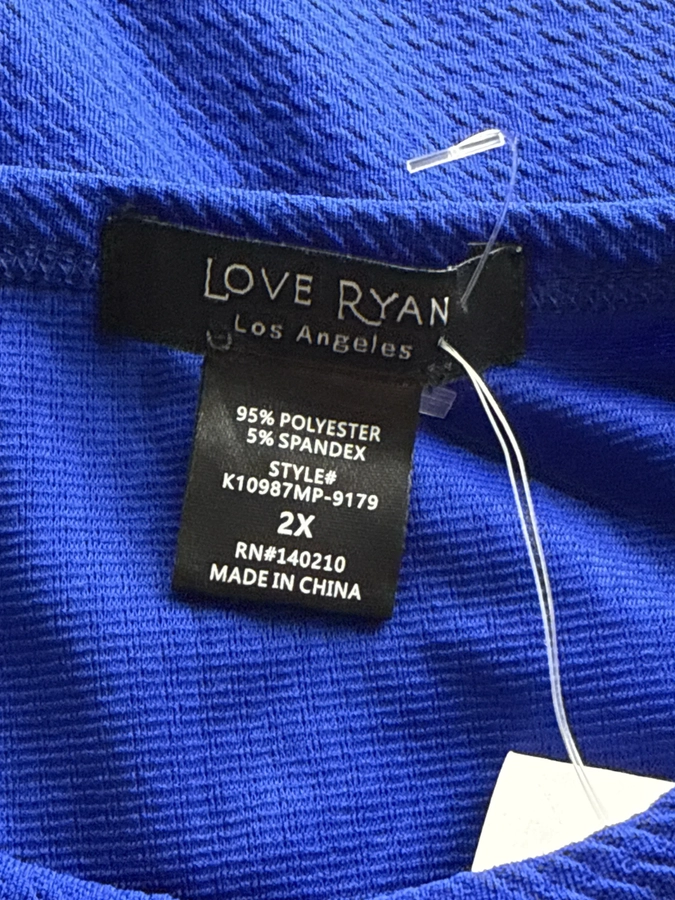 LOVE RYAN
Los Angeles
95% POLYESTER
5% SPANDEX
STYLE#
K10987MP-9179
2X
RN#140210
MADE IN CHINA